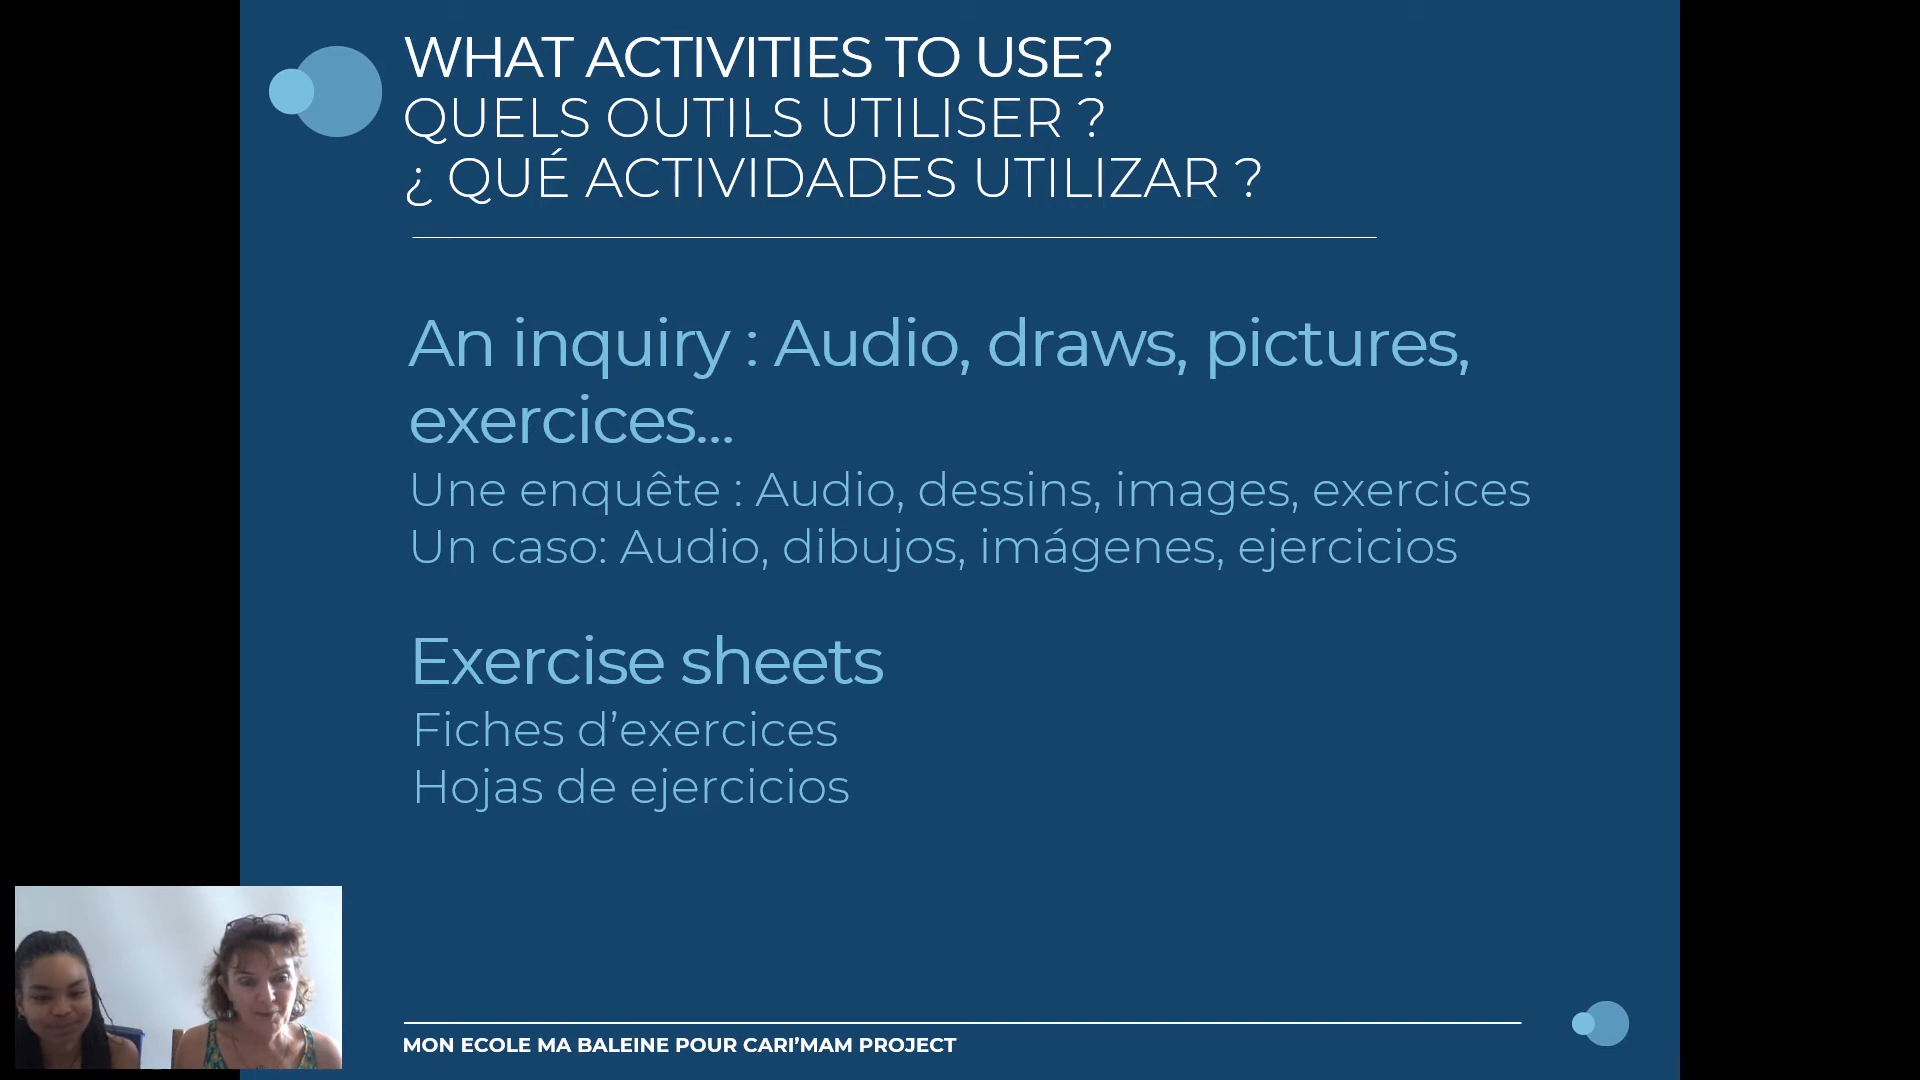 WHAT ACTIVITIES TO USE?
QUELS OUTILS UTILISER ?
¿ QUÉ ACTIVIDADES UTILIZAR ?
An inquiry : Audio, draws, pictures,
exercices...
Une enquête : Audio, dessins, images, exercices
Un caso: Audio, dibujos, imágenes, ejercicios
Exercise sheets
Fiches d’exercices
Hojas de ejercicios
MON ECOLE MA BALEINE POUR CARI’MAM PROJECT